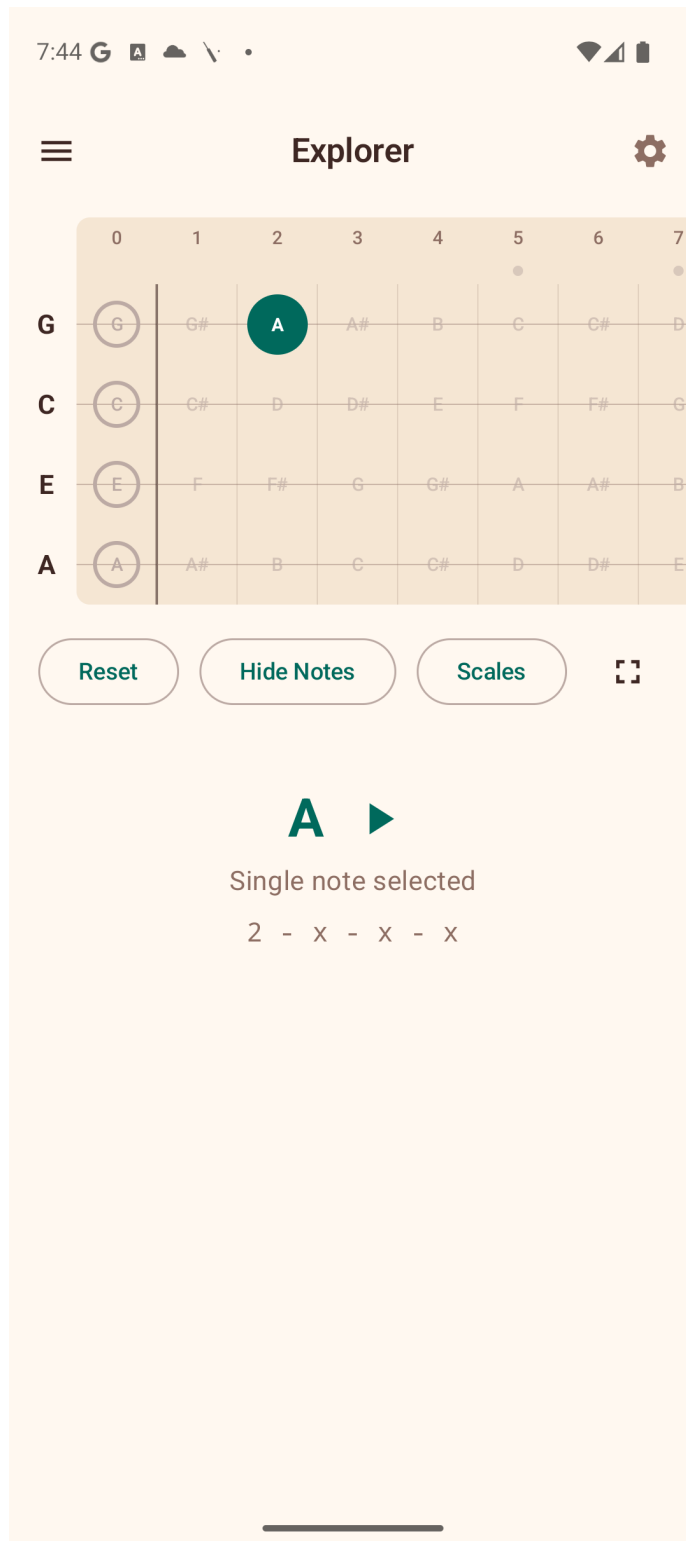 7:44
Explorer
0 1 2 3 4 5 6 7
G G G# A A# B C C# D
C C C# D D# E F F# G
E E F F# G G# A A# B
A A A# B C C# D D# E
Reset Hide Notes Scales
A
Single note selected
2 - x - x - x